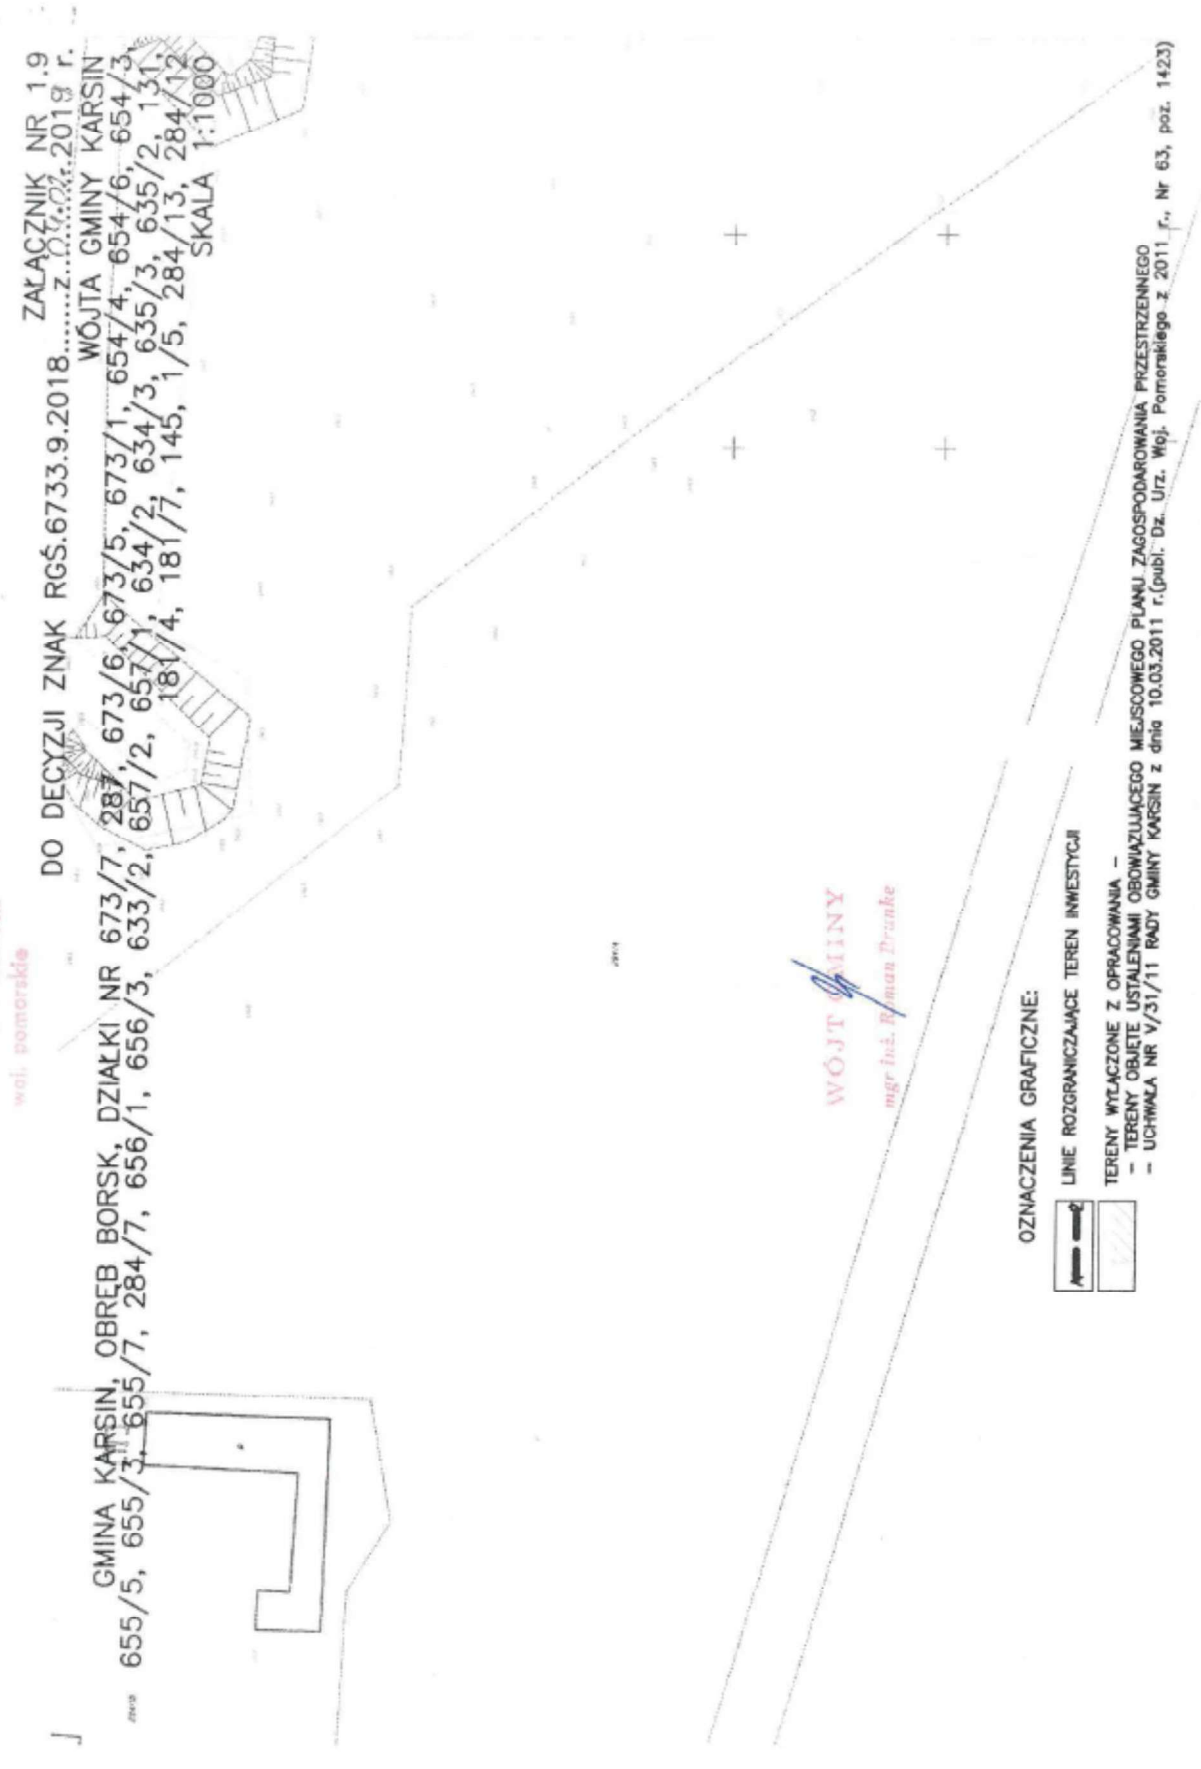 woj. pomorskie
ZAŁĄCZNIK NR 1.9
DO DECYZJI ZNAK RGŚ.6733.9.2018.......z.04.02.2019 r.
WÓJTA GMINY KARSIN
GMINA KARSIN, OBRĘB BORSK, DZIAŁKI NR 673/7, 287, 673/6, 673/5, 673/1, 654/4, 654/6, 654/3,
655/5, 655/3, 655/7, 284/7, 656/1, 656/3, 633/2, 657/2, 657/1, 634/2, 634/3, 635/3, 635/2, 131,
181/4, 181/7, 145, 1/5, 284/13, 284/12
SKALA 1:1000
WÓJT GMINY
mgr inż. Roman Brunke
OZNACZENIA GRAFICZNE:
LINIE ROZGRANICZAJĄCE TEREN INWESTYCJI
TERENY WYŁĄCZONE Z OPRACOWANIA –
– TERENY OBJĘTE USTALENIAMI OBOWIĄZUJĄCEGO MIEJSCOWEGO PLANU ZAGOSPODAROWANIA PRZESTRZENNEGO
– UCHWAŁA NR V/31/11 RADY GMINY KARSIN z dnia 10.03.2011 r.(publ. Dz. Urz. Woj. Pomorskiego z 2011 r., Nr 63, poz. 1423)